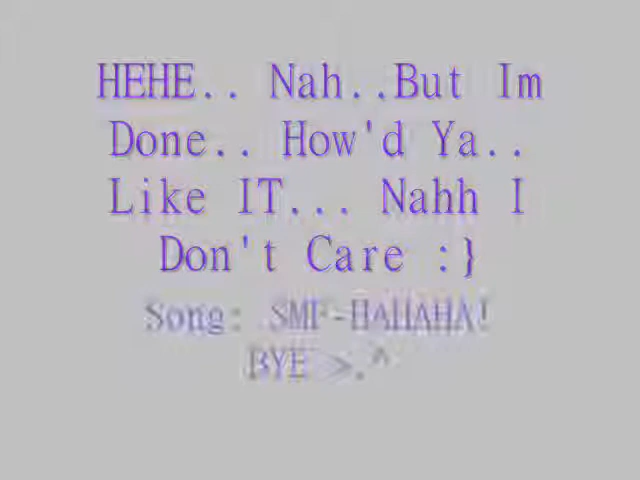 HEHE.. Nah..But Im
Done.. How'd Ya..
Like IT... Nahh I
Don't Care :}
Song: SMF-HAHAHA!
BYE >.^